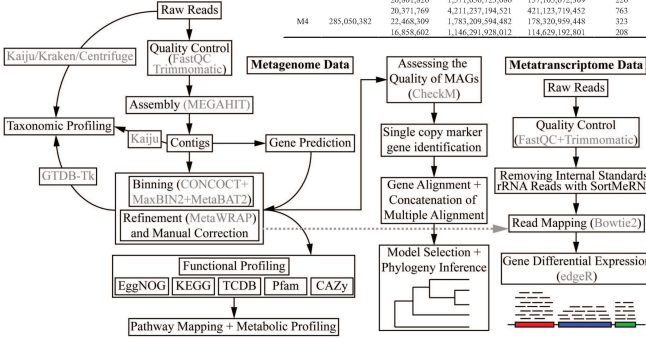 20,371,769 4,211,237,194,521 421,123,719,452 763
M4 285,050,382 22,468,309 1,783,209,594,482 178,320,959,448 323
16,858,602 1,146,291,928,012 114,629,192,801 208
Raw Reads
Kaiju/Kraken/Centrifuge
Quality Control
(FastQC
Trimmomatic)
Assembly (MEGAHIT)
Taxonomic Profiling
Kaiju
Contigs
Gene Prediction
GTDB-Tk
Binning (CONCOCT+
MaxBIN2+MetaBAT2)
Refinement (MetaWRAP)
and Manual Correction
Functional Profiling
EggNOG KEGG TCDB Pfam CAZy
Pathway Mapping + Metabolic Profiling
Metagenome Data
Assessing the
Quality of MAGs
(CheckM)
Single copy marker
gene identification
Gene Alignment +
Concatenation of
Multiple Alignment
Model Selection +
Phylogeny Inference
Metatranscriptome Data
Raw Reads
Quality Control
(FastQC+Trimmomatic)
Removing Internal Standards
rRNA Reads with SortMeRN
Read Mapping (Bowtie2)
Gene Differential Expression
(edgeR)